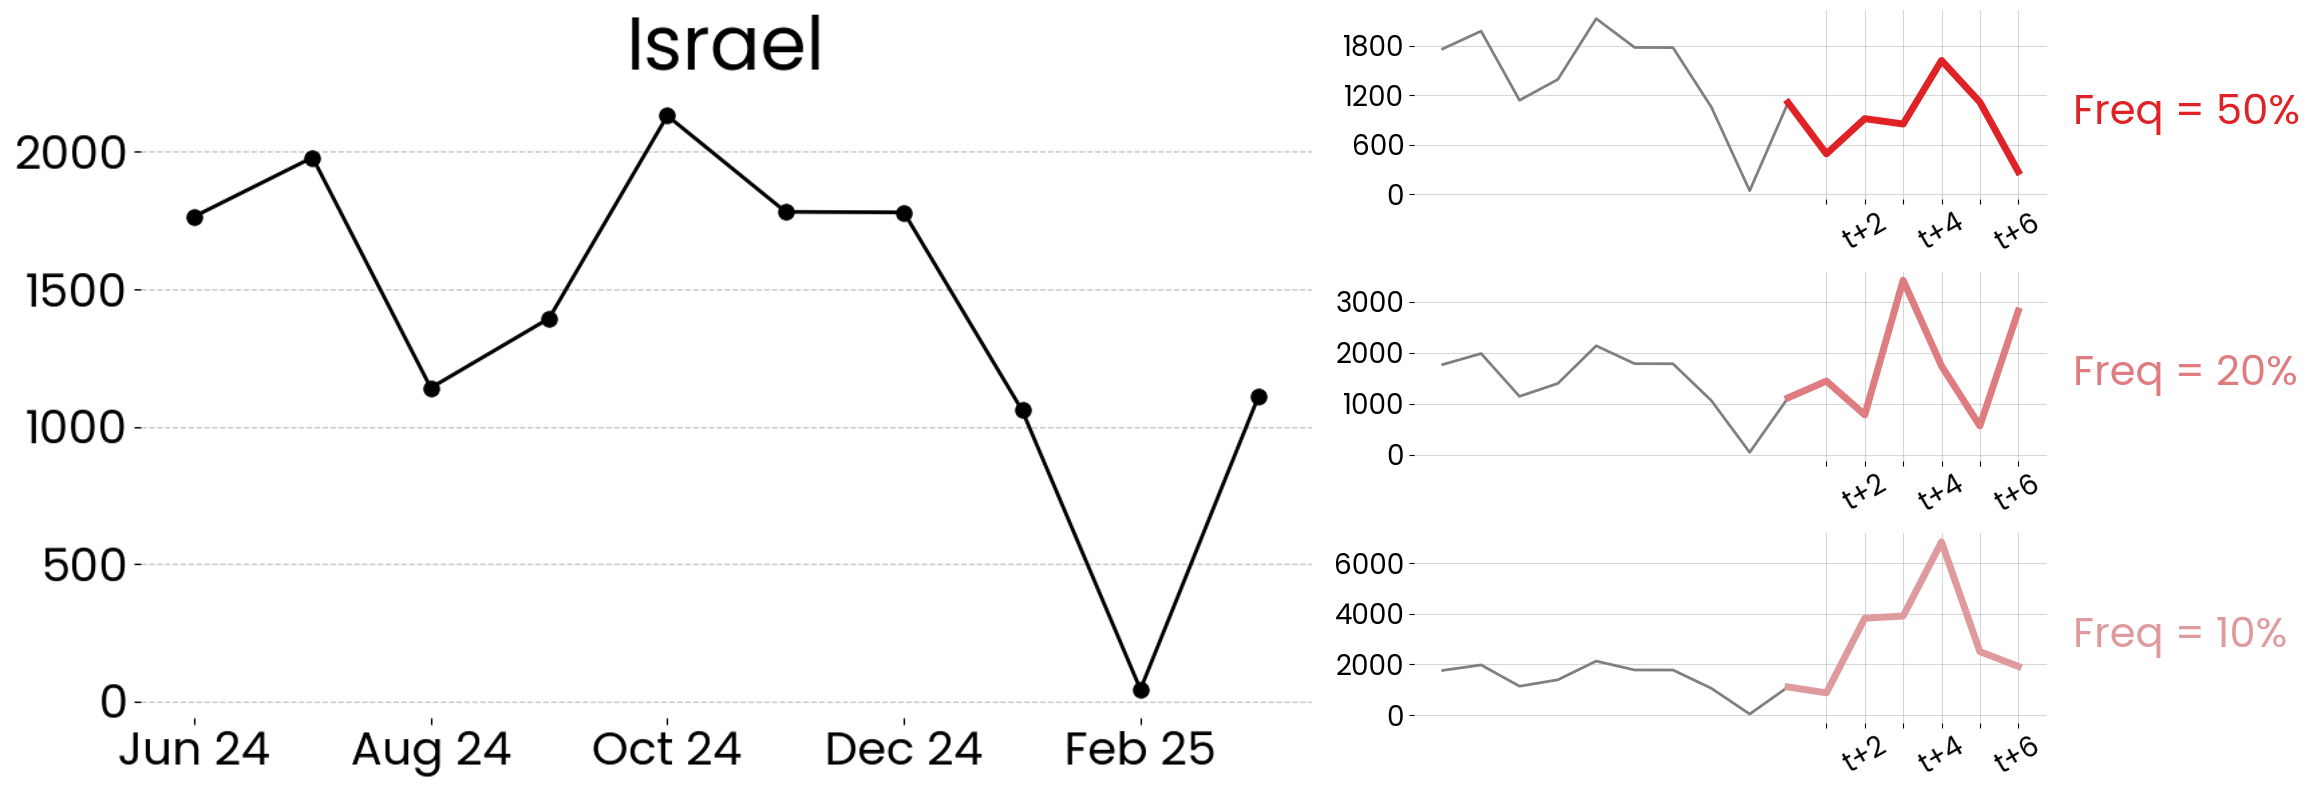 Israel
2000
1500
1000
500
0
Jun 24
Aug 24
Oct 24
Dec 24
Feb 25
1800
1200
600
0
t+2
t+4
t+6
Freq = 50%
3000
2000
1000
0
t+2
t+4
t+6
Freq = 20%
6000
4000
2000
0
t+2
t+4
t+6
Freq = 10%